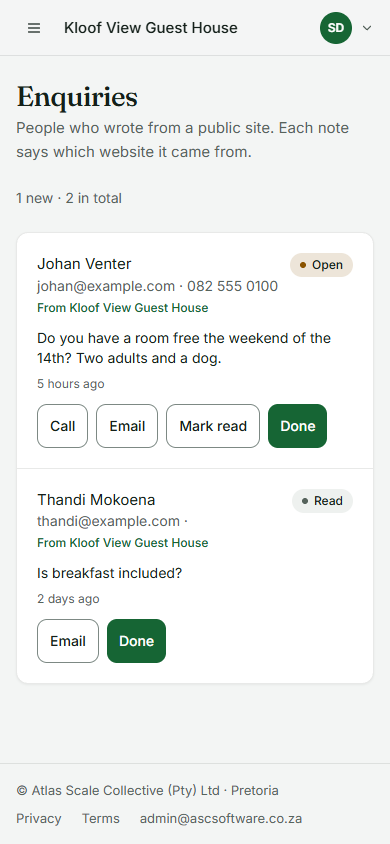 Kloof View Guest House
SD
Enquiries
People who wrote from a public site. Each note
says which website it came from.
1 new · 2 in total
Johan Venter
Open
johan@example.com · 082 555 0100
From Kloof View Guest House
Do you have a room free the weekend of the
14th? Two adults and a dog.
5 hours ago
Call
Email
Mark read
Done
Thandi Mokoena
Read
thandi@example.com ·
From Kloof View Guest House
Is breakfast included?
2 days ago
Email
Done
© Atlas Scale Collective (Pty) Ltd · Pretoria
Privacy
Terms
admin@ascsoftware.co.za